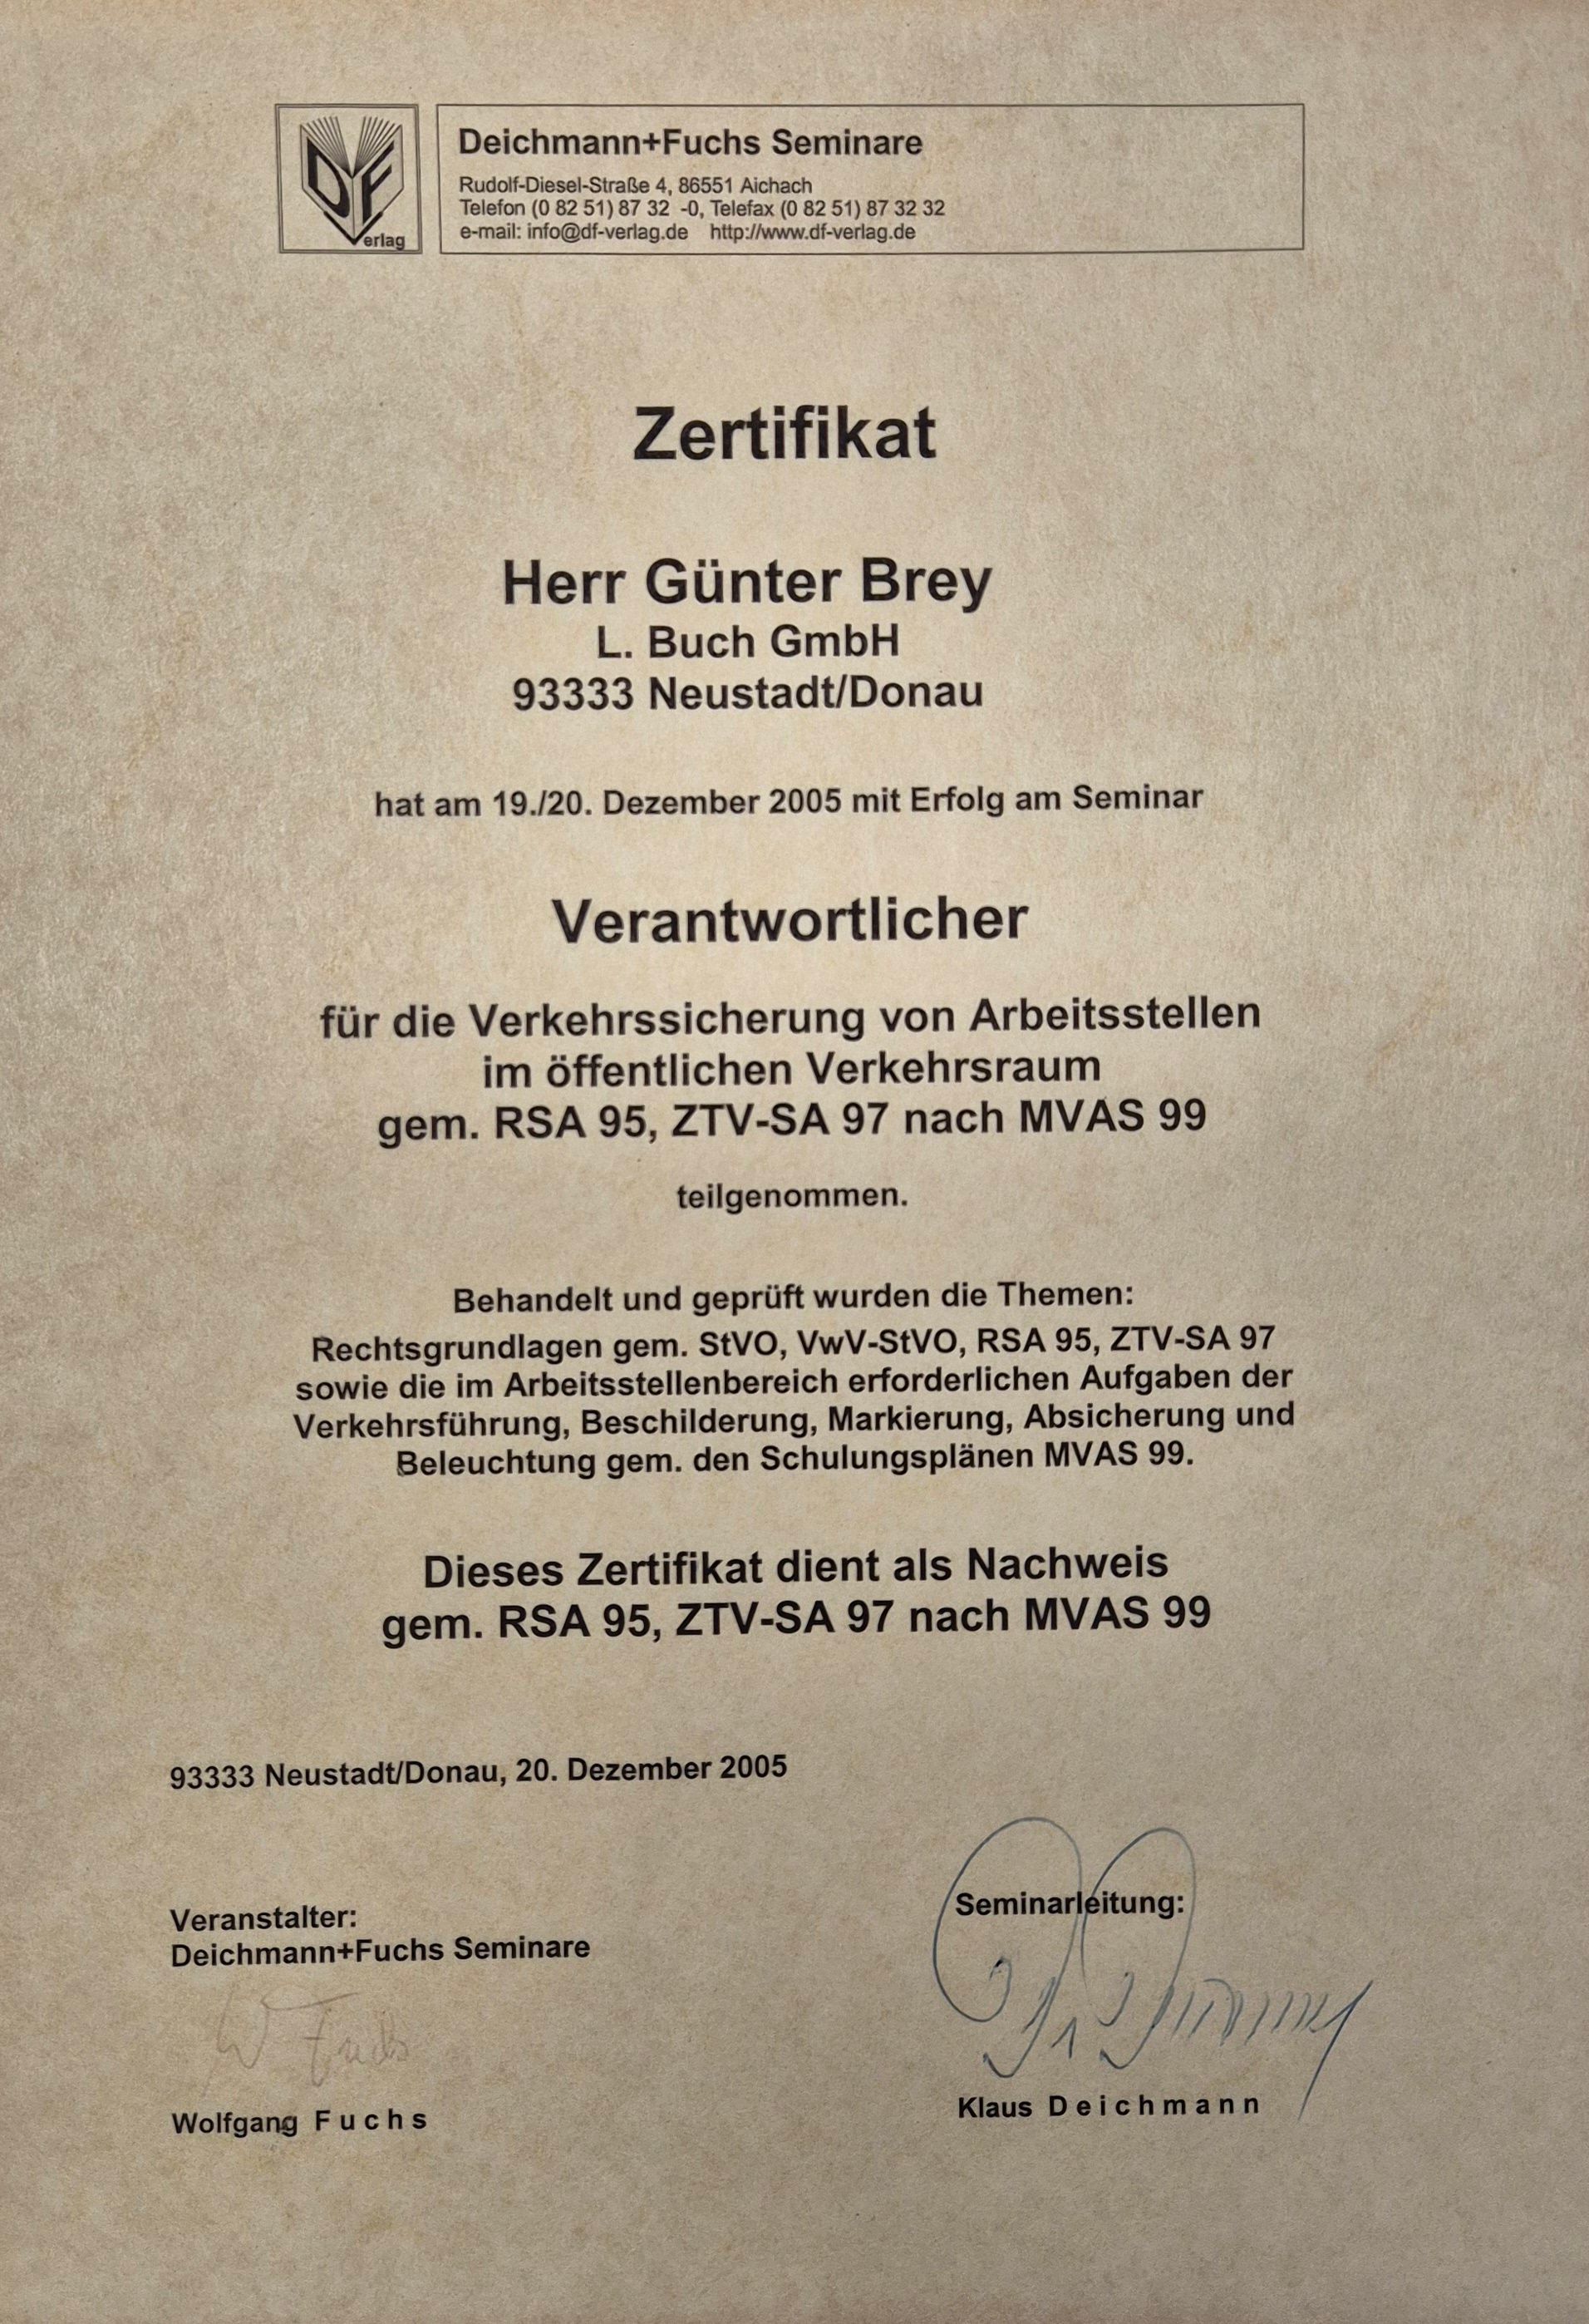 DF
Verlag
Deichmann+Fuchs Seminare
Rudolf-Diesel-Straße 4, 86551 Aichach
Telefon (0 82 51) 87 32 -0, Telefax (0 82 51) 87 32 32
e-mail: info@df-verlag.de http://www.df-verlag.de
Zertifikat
Herr Günter Brey
L. Buch GmbH
93333 Neustadt/Donau
hat am 19./20. Dezember 2005 mit Erfolg am Seminar
Verantwortlicher
für die Verkehrssicherung von Arbeitsstellen
im öffentlichen Verkehrsraum
gem. RSA 95, ZTV-SA 97 nach MVAS 99
teilgenommen.
Behandelt und geprüft wurden die Themen:
Rechtsgrundlagen gem. StVO, VwV-StVO, RSA 95, ZTV-SA 97
sowie die im Arbeitsstellenbereich erforderlichen Aufgaben der
Verkehrsführung, Beschilderung, Markierung, Absicherung und
Beleuchtung gem. den Schulungsplänen MVAS 99.
Dieses Zertifikat dient als Nachweis
gem. RSA 95, ZTV-SA 97 nach MVAS 99
93333 Neustadt/Donau, 20. Dezember 2005
Veranstalter:
Deichmann+Fuchs Seminare
W Fuchs
Wolfgang Fuchs
Seminarleitung:
Klaus Deichmann